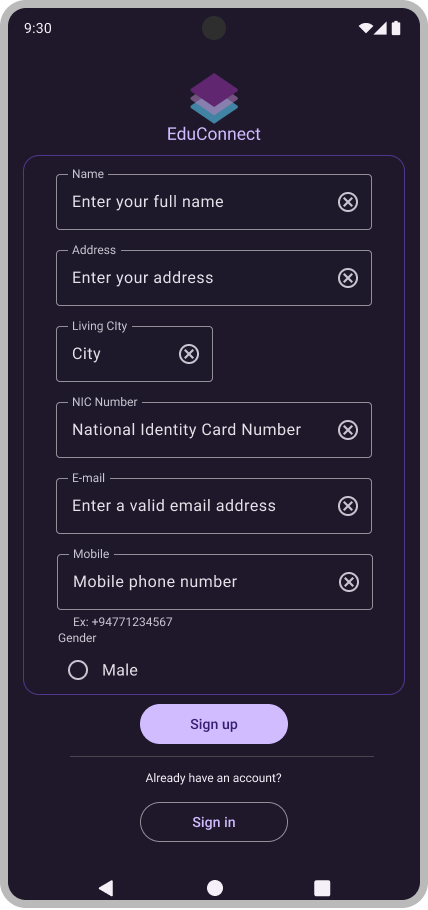 9:30
EduConnect
Name
Enter your full name
Address
Enter your address
Living CIty
City
NIC Number
National Identity Card Number
E-mail
Enter a valid email address
Mobile
Mobile phone number
Ex: +94771234567
Gender
Male
Sign up
Already have an account?
Sign in